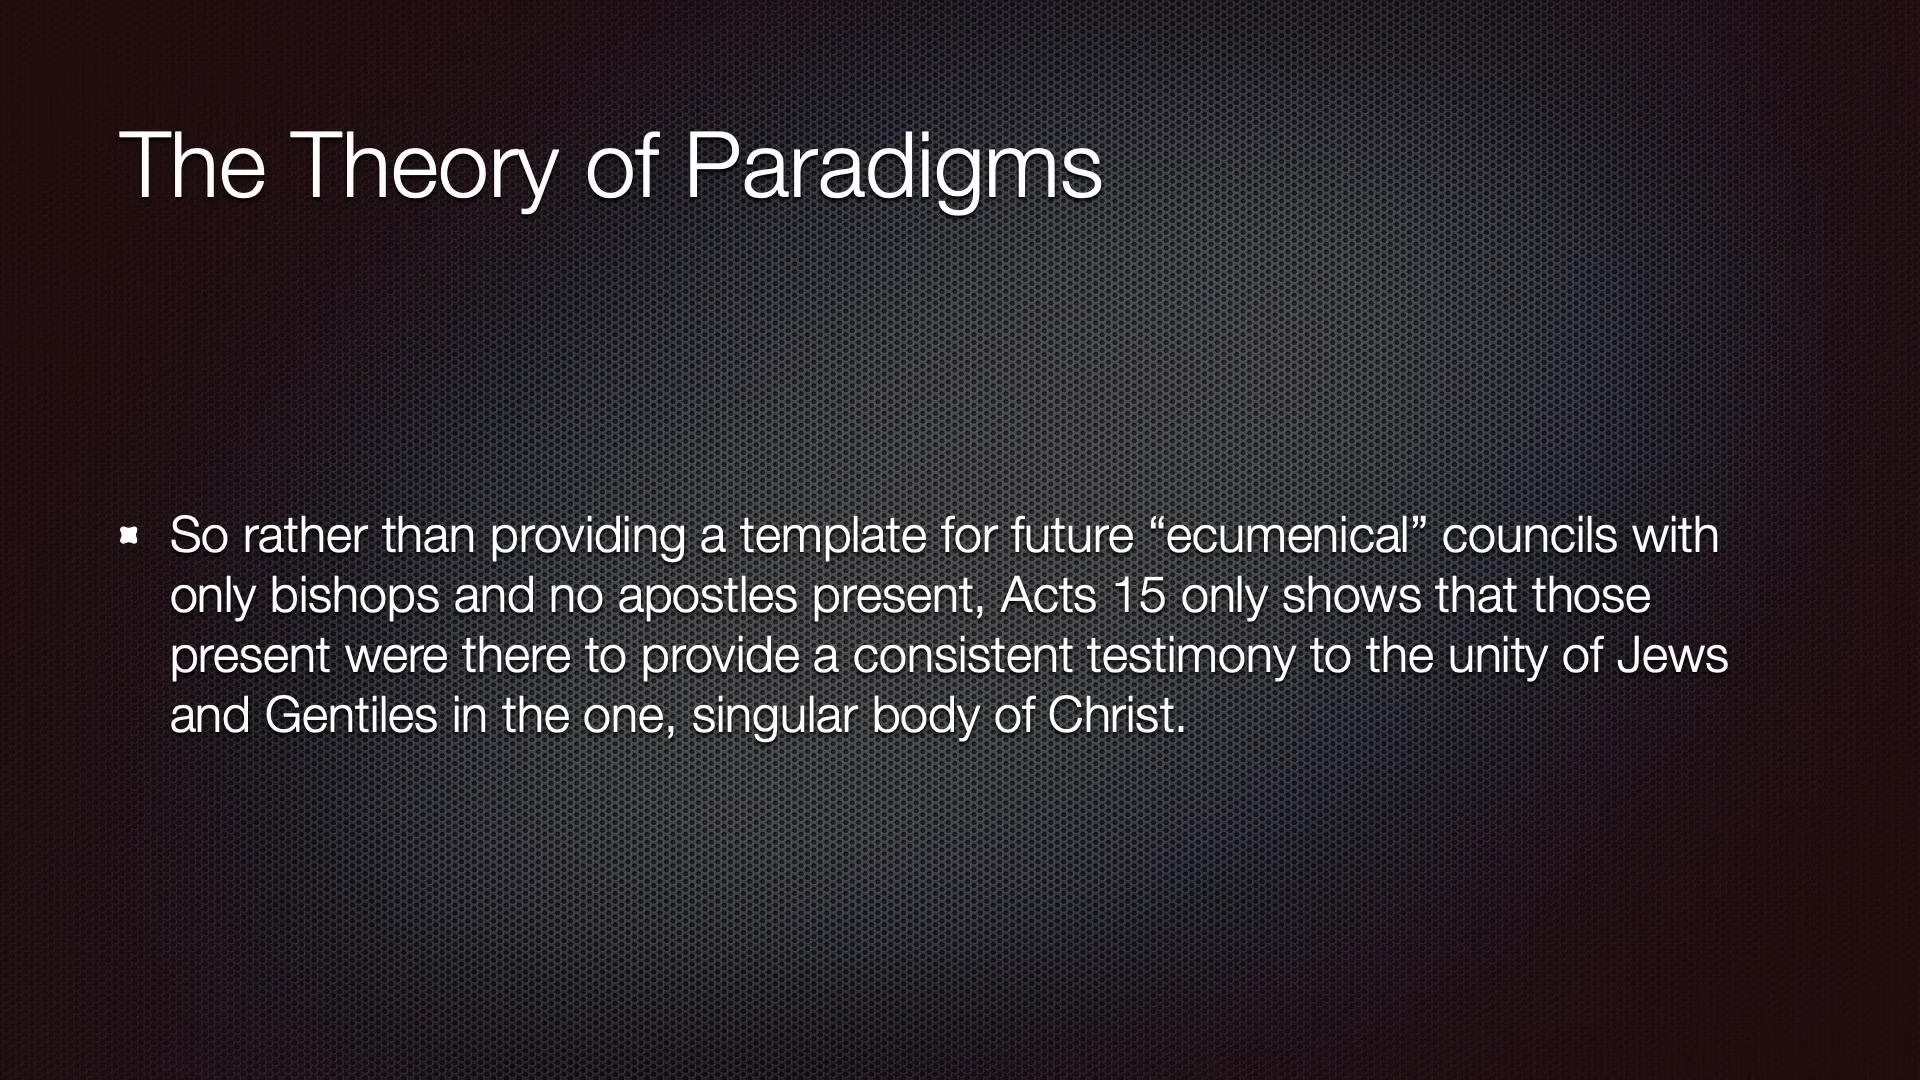 The Theory of Paradigms
So rather than providing a template for future “ecumenical” councils with
only bishops and no apostles present, Acts 15 only shows that those
present were there to provide a consistent testimony to the unity of Jews
and Gentiles in the one, singular body of Christ.